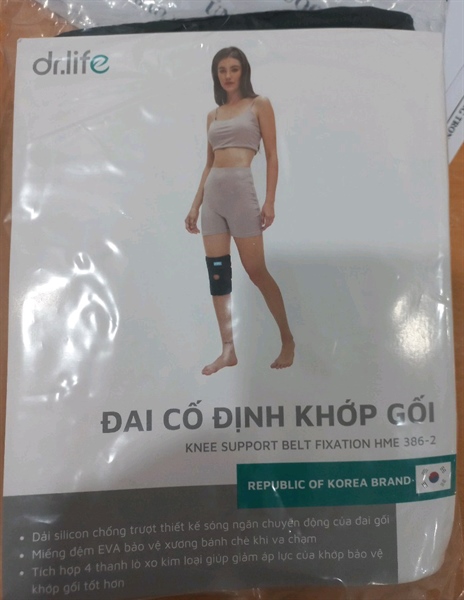 dr.life
ĐAI CỐ ĐỊNH KHỚP GỐI
KNEE SUPPORT BELT FIXATION HME 386-2
REPUBLIC OF KOREA BRAND
• Dải silicon chống trượt thiết kế sóng ngăn chuyển động của đai gối
• Miếng đệm EVA bảo vệ xương bánh chè khi va chạm
• Tích hợp 4 thanh lò xo kim loại giúp giảm áp lực của khớp bảo vệ
khớp gối tốt hơn